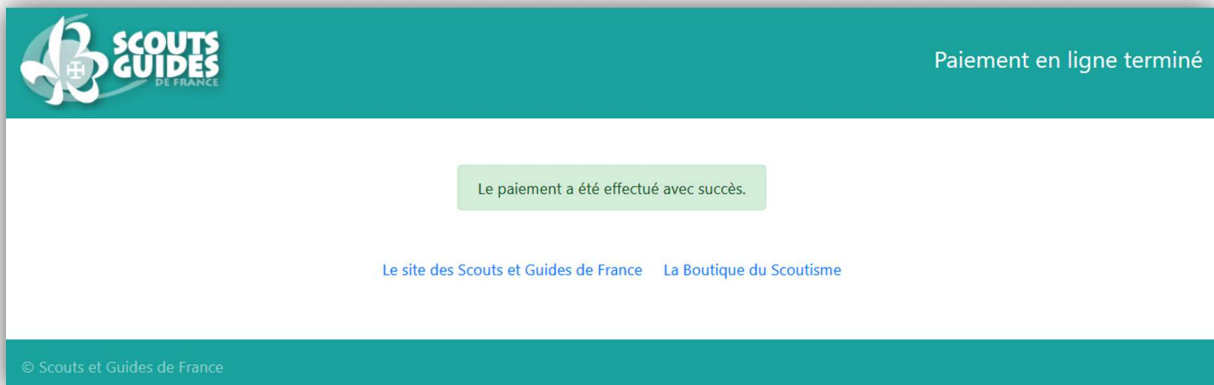 SCOUTS
GUIDES
DE FRANCE
Paiement en ligne terminé
Le paiement a été effectué avec succès.
Le site des Scouts et Guides de France La Boutique du Scoutisme
© Scouts et Guides de France